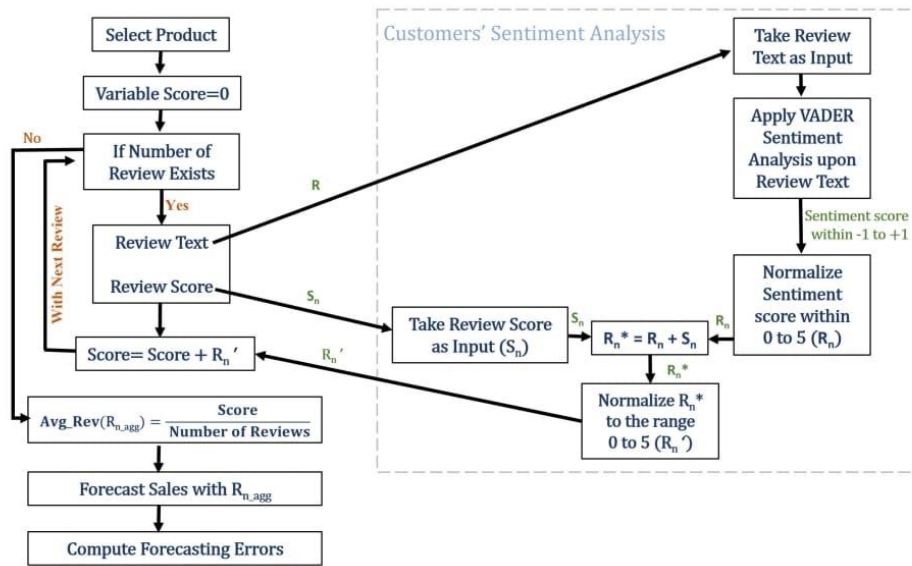 Select Product
Variable Score=0
No
If Number of
Review Exists
Yes
With Next Review
Review Text
Review Score
Score= Score + Rn′
Avg_Rev(Rn_agg) = Score
Number of Reviews
Forecast Sales with Rn_agg
Compute Forecasting Errors
Customers’ Sentiment Analysis
R
Take Review
Text as Input
Apply VADER
Sentiment
Analysis upon
Review Text
Sentiment score
within -1 to +1
Normalize
Sentiment
score within
0 to 5 (Rn)
Rn
Sn
Take Review Score
as Input (Sn)
Sn
Rn* = Rn + Sn
Rn*
Normalize Rn*
to the range
0 to 5 (Rn′)
Rn′